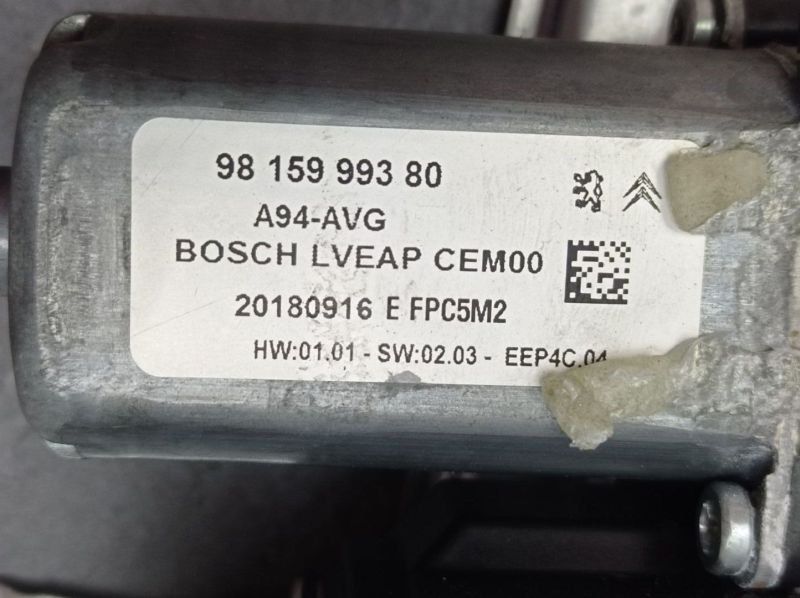 98 159 993 80
A94-AVG
BOSCH LVEAP CEM00
20180916 E FPC5M2
HW:01.01 - SW:02.03 - EEP4C.04